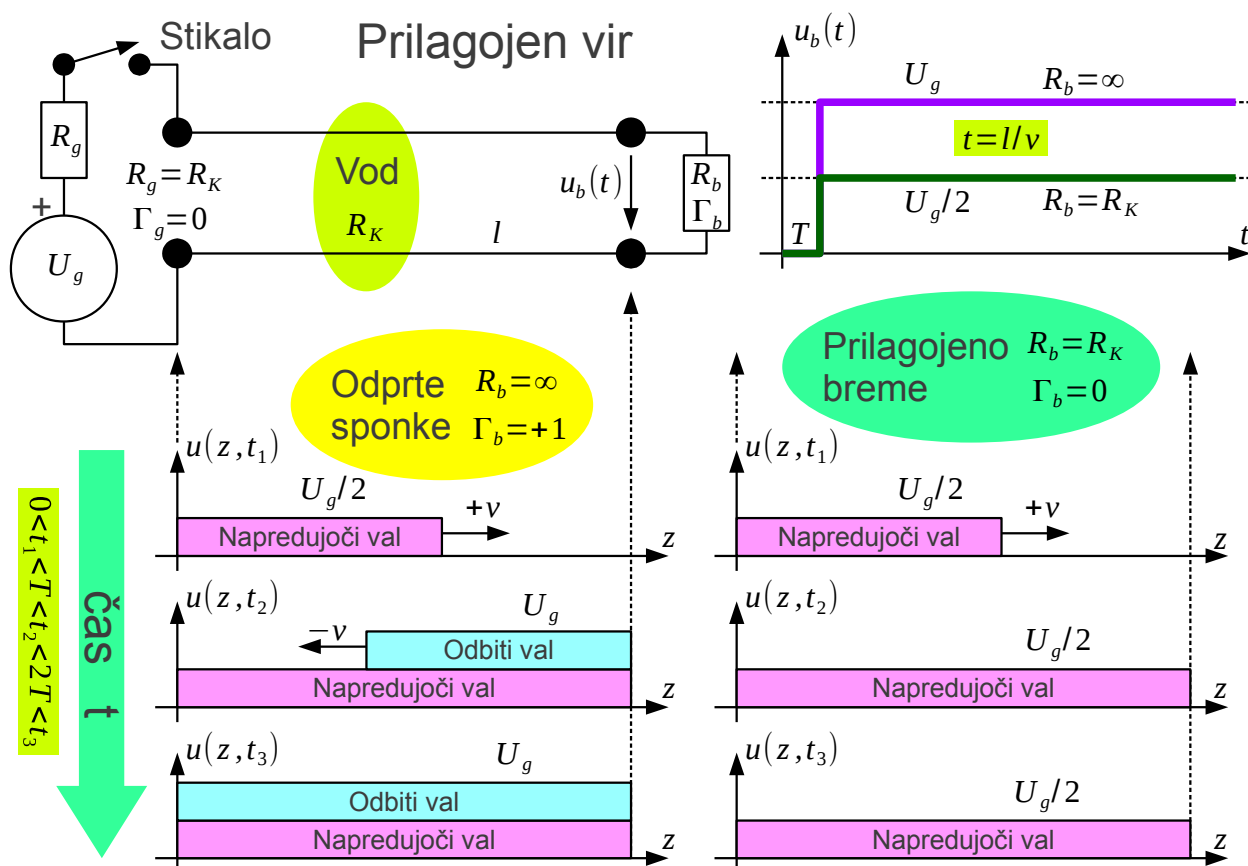 Stikalo
Prilagojen vir
R_g
+
U_g
R_g=R_K
Γ_g=0
Vod
R_K
l
u_b(t)
R_b
Γ_b
u_b(t)
U_g
R_b=∞
t=l/v
U_g/2
R_b=R_K
T
t
Odprte sponke
R_b=∞
Γ_b=+1
Prilagojeno breme
R_b=R_K
Γ_b=0
čas t
0<t_1<T<t_2<2T<t_3
u(z,t_1)
U_g/2
+v
Napredujoči val
z
u(z,t_1)
U_g/2
+v
Napredujoči val
z
u(z,t_2)
U_g
−v
Odbiti val
Napredujoči val
z
u(z,t_2)
U_g/2
Napredujoči val
z
u(z,t_3)
U_g
Odbiti val
Napredujoči val
z
u(z,t_3)
U_g/2
Napredujoči val
z